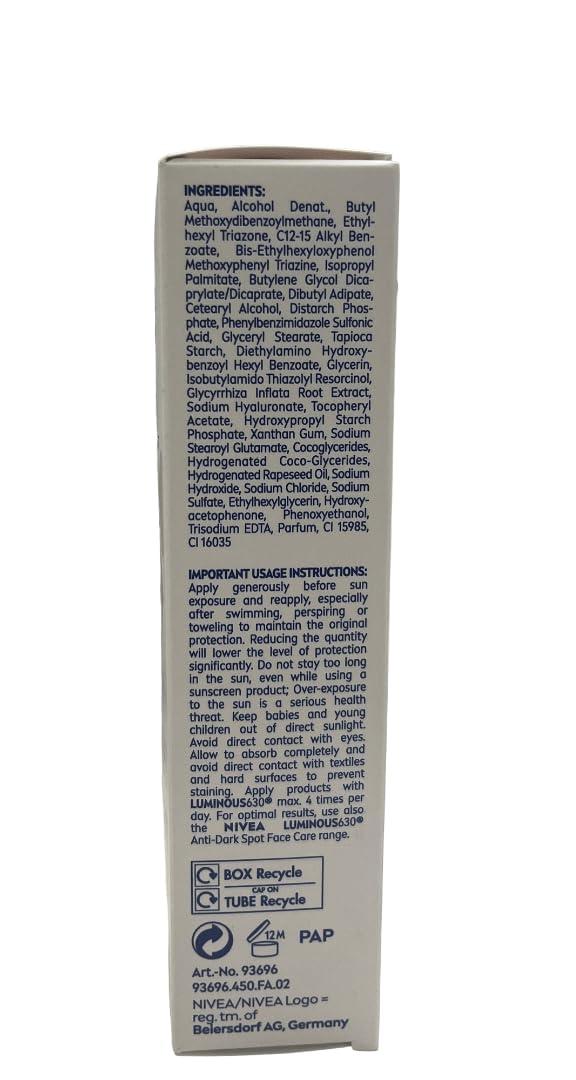 INGREDIENTS:
Aqua, Alcohol Denat., Butyl
Methoxydibenzoylmethane, Ethyl-
hexyl Triazone, C12-15 Alkyl Ben-
zoate, Bis-Ethylhexyloxyphenol
Methoxyphenyl Triazine, Isopropyl
Palmitate, Butylene Glycol Dica-
prylate/Dicaprate, Dibutyl Adipate,
Cetearyl Alcohol, Distarch Phos-
phate, Phenylbenzimidazole Sulfonic
Acid, Glyceryl Stearate, Tapioca
Starch, Diethylamino Hydroxy-
benzoyl Hexyl Benzoate, Glycerin,
Isobutylamido Thiazolyl Resorcinol,
Glycyrrhiza Inflata Root Extract,
Sodium Hyaluronate, Tocopheryl
Acetate, Hydroxypropyl Starch
Phosphate, Xanthan Gum, Sodium
Stearoyl Glutamate, Cocoglycerides,
Hydrogenated Coco-Glycerides,
Hydrogenated Rapeseed Oil, Sodium
Hydroxide, Sodium Chloride, Sodium
Sulfate, Ethylhexylglycerin, Hydroxy-
acetophenone, Phenoxyethanol,
Trisodium EDTA, Parfum, CI 15985,
CI 16035
IMPORTANT USAGE INSTRUCTIONS:
Apply generously before sun
exposure and reapply, especially
after swimming, perspiring or
toweling to maintain the original
protection. Reducing the quantity
will lower the level of protection
significantly. Do not stay too long
in the sun, even while using a
sunscreen product; Over-exposure
to the sun is a serious health
threat. Keep babies and young
children out of direct sunlight.
Avoid direct contact with eyes.
Allow to absorb completely and
avoid direct contact with textiles
and hard surfaces to prevent
staining. Apply products with
LUMINOUS630® max. 4 times per
day. For optimal results, use also
the NIVEA LUMINOUS630®
Anti-Dark Spot Face Care range.
BOX Recycle
CAP ON
TUBE Recycle
12M PAP
Art.-No. 93696
93696.450.FA.02
NIVEA/NIVEA Logo =
reg. tm. of
Beiersdorf AG, Germany